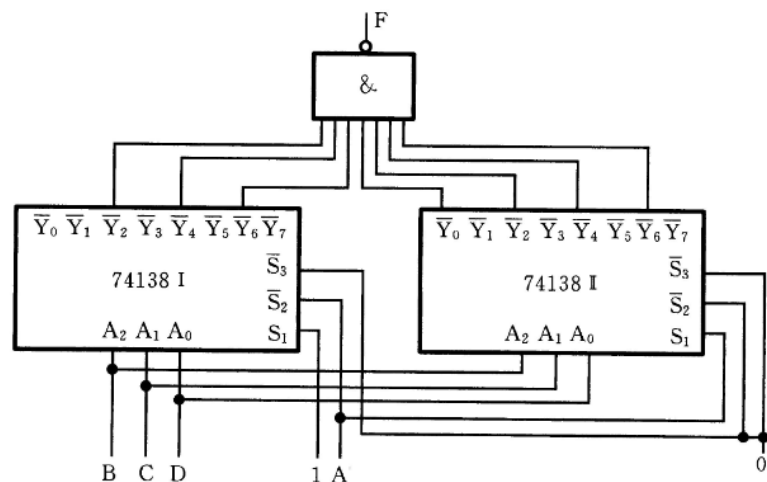 F
&
Y̅₀ Y̅₁ Y̅₂ Y̅₃ Y̅₄ Y̅₅ Y̅₆ Y̅₇
S̅₃
74138 Ⅰ
S̅₂
A₂ A₁ A₀ S₁
Y̅₀ Y̅₁ Y̅₂ Y̅₃ Y̅₄ Y̅₅ Y̅₆ Y̅₇
S̅₃
74138 Ⅱ
S̅₂
A₂ A₁ A₀ S₁
B C D 1 A 0